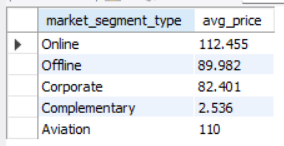 market_segment_type avg_price
Online 112.455
Offline 89.982
Corporate 82.401
Complementary 2.536
Aviation 110